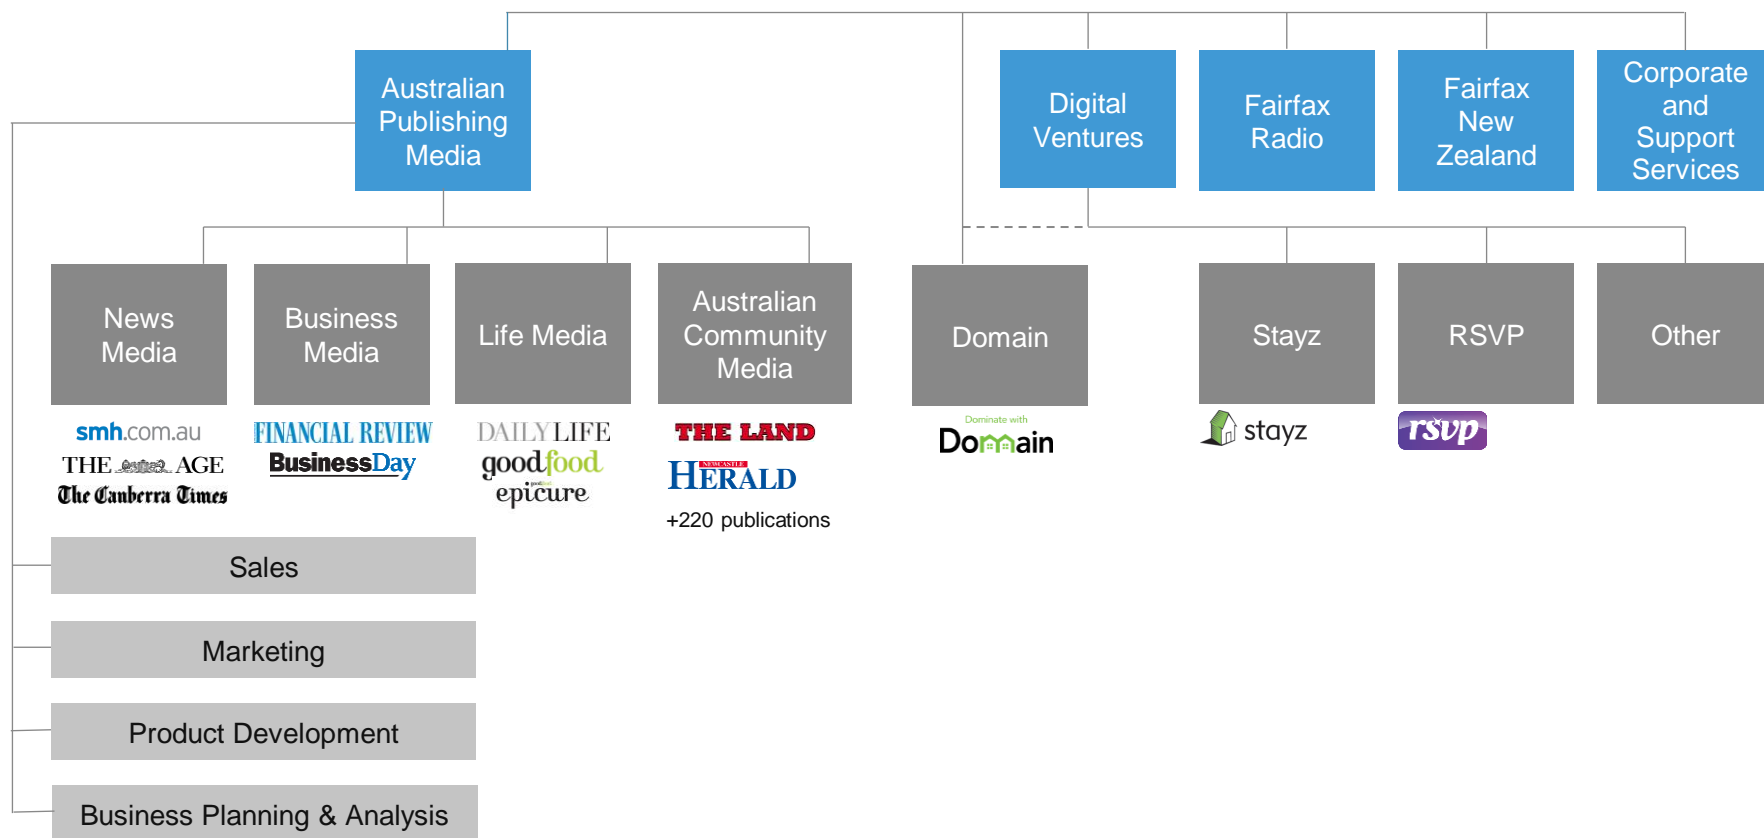 Australian
Publishing
Media
Digital
Ventures
Fairfax
Radio
Fairfax
New
Zealand
Corporate
and
Support
Services
News
Media
Business
Media
Life Media
Australian
Community
Media
Domain
Stayz
RSVP
Other
smh.com.au
THE AGE
The Canberra Times
FINANCIAL REVIEW
BusinessDay
DAILY LIFE
goodfood
goodfood
epicure
THE LAND
NEWCASTLE
HERALD
+220 publications
Dominate with
Domain
stayz
rsvp
Sales
Marketing
Product Development
Business Planning & Analysis